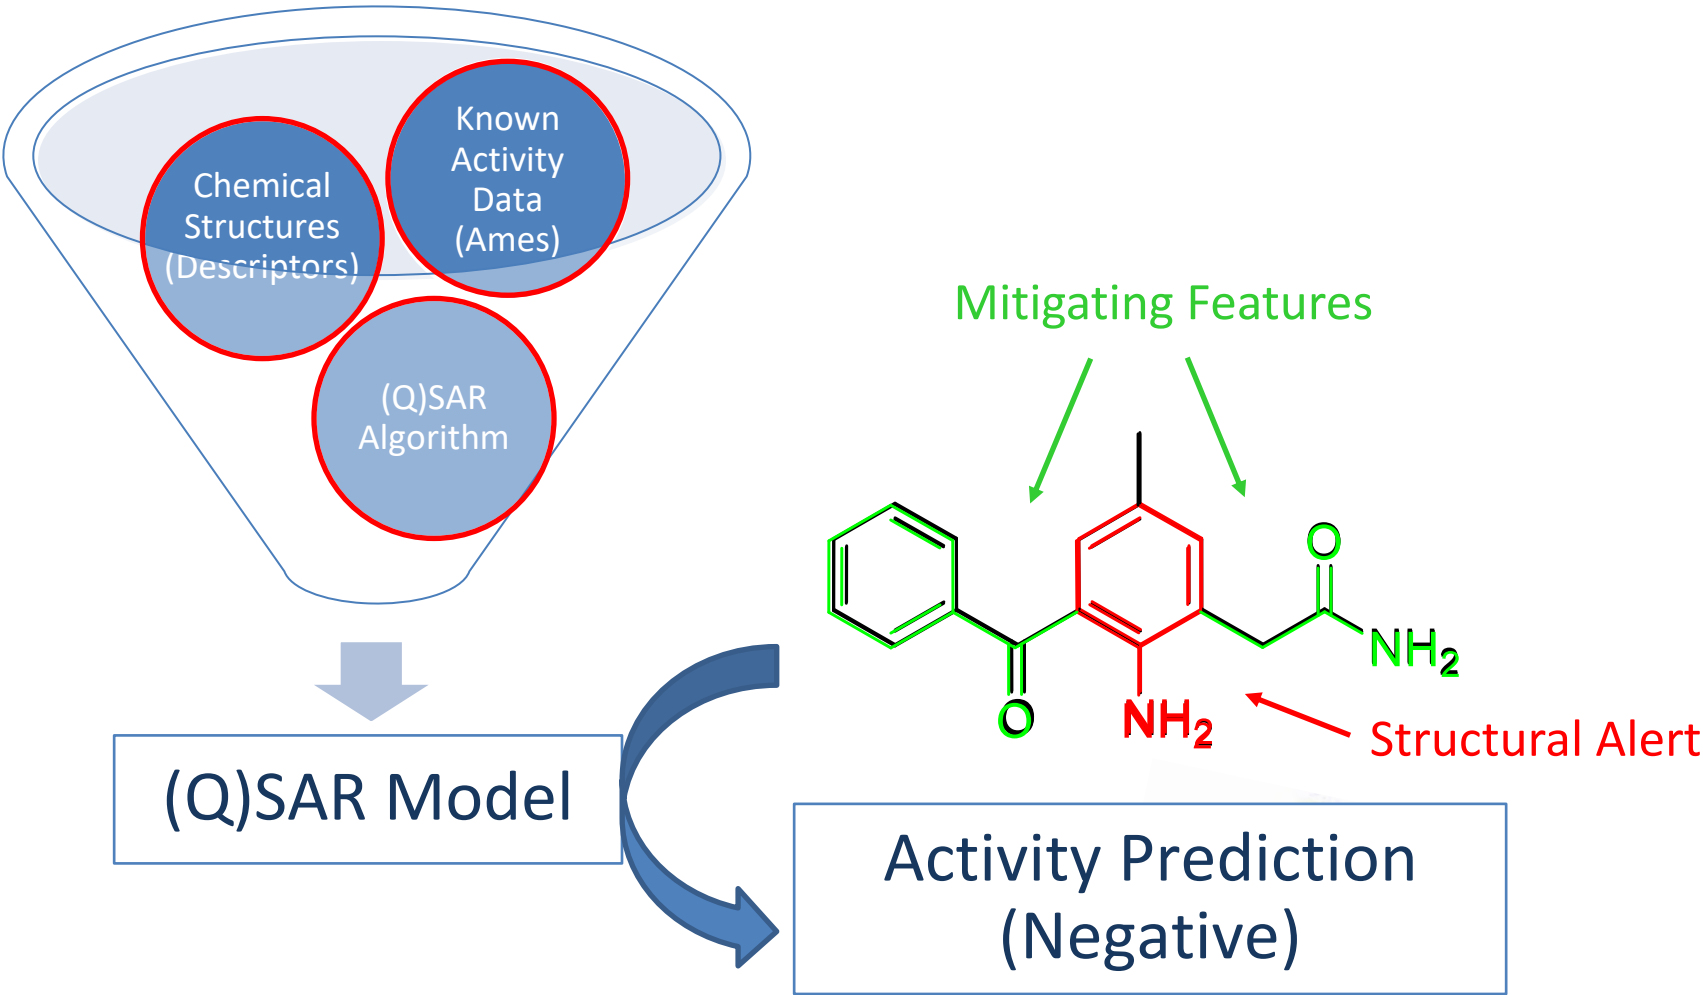 Known
Activity
Data
(Ames)
Chemical
Structures
(Descriptors)
(Q)SAR
Algorithm
(Q)SAR Model
Mitigating Features
O
NH2
O
NH2
Structural Alert
Activity Prediction
(Negative)